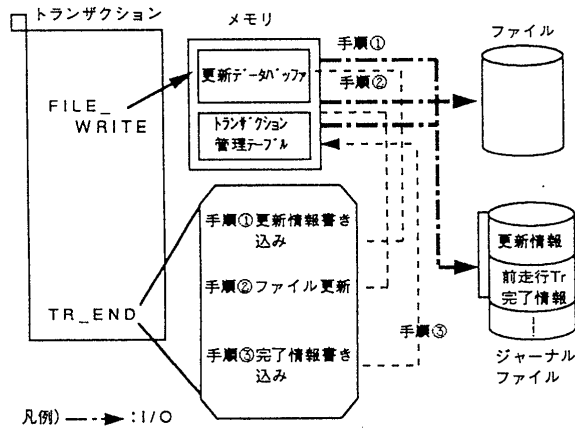 トランザクション
メモリ
ファイル
手順①
更新データバッファ
手順②
FILE_
WRITE
トランザクション
管理テーブル
手順①更新情報書き
込み
更新情報
手順②ファイル更新
前走行Tr
完了情報
TR_END
手順③
手順③完了情報書き
込み
ジャーナル
ファイル
凡例) :I/O